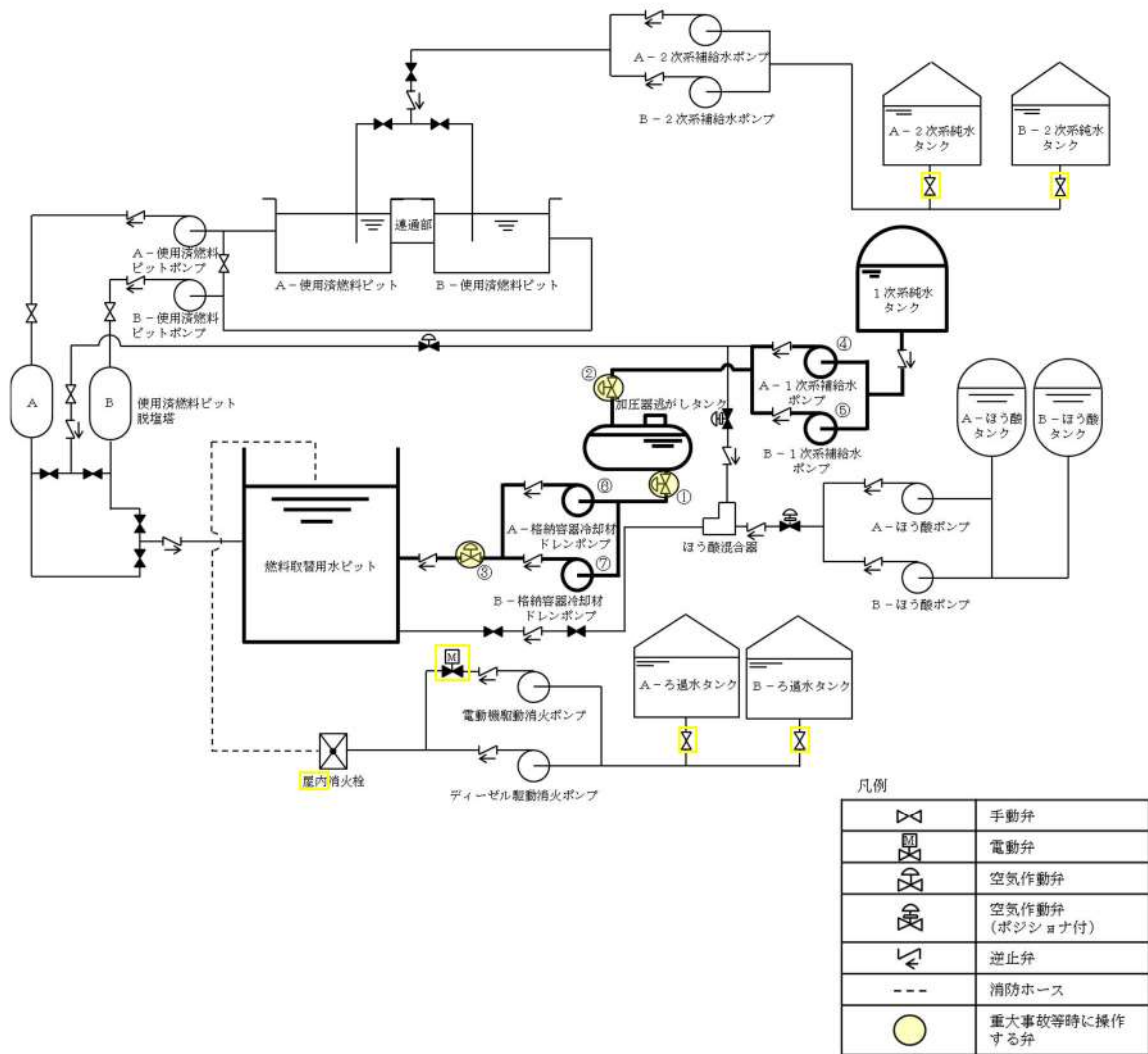 A-2次系補給水ポンプ
B-2次系補給水ポンプ
A-2次系純水
タンク
B-2次系純水
タンク
連通部
A-使用済燃料
ピットポンプ
A-使用済燃料ピット
B-使用済燃料ピット
B-使用済燃料
ピットポンプ
1次系純水
タンク
④
②
A-1次系補給水
ポンプ
加圧器逃がしタンク
A
B
使用済燃料ピット
脱塩塔
⑤
B-1次系補給水
ポンプ
A-ほう酸
タンク
B-ほう酸
タンク
①
⑥
A-格納容器冷却材
ドレンポンプ
A-ほう酸ポンプ
ほう酸混合器
燃料取替用水ピット
③
⑦
B-格納容器冷却材
ドレンポンプ
B-ほう酸ポンプ
M
A-ろ過水タンク
B-ろ過水タンク
電動機駆動消火ポンプ
屋内消火栓
ディーゼル駆動消火ポンプ
凡例
手動弁
M
電動弁
空気作動弁
空気作動弁
(ポジショナ付)
逆止弁
消防ホース
重大事故等時に操作
する弁